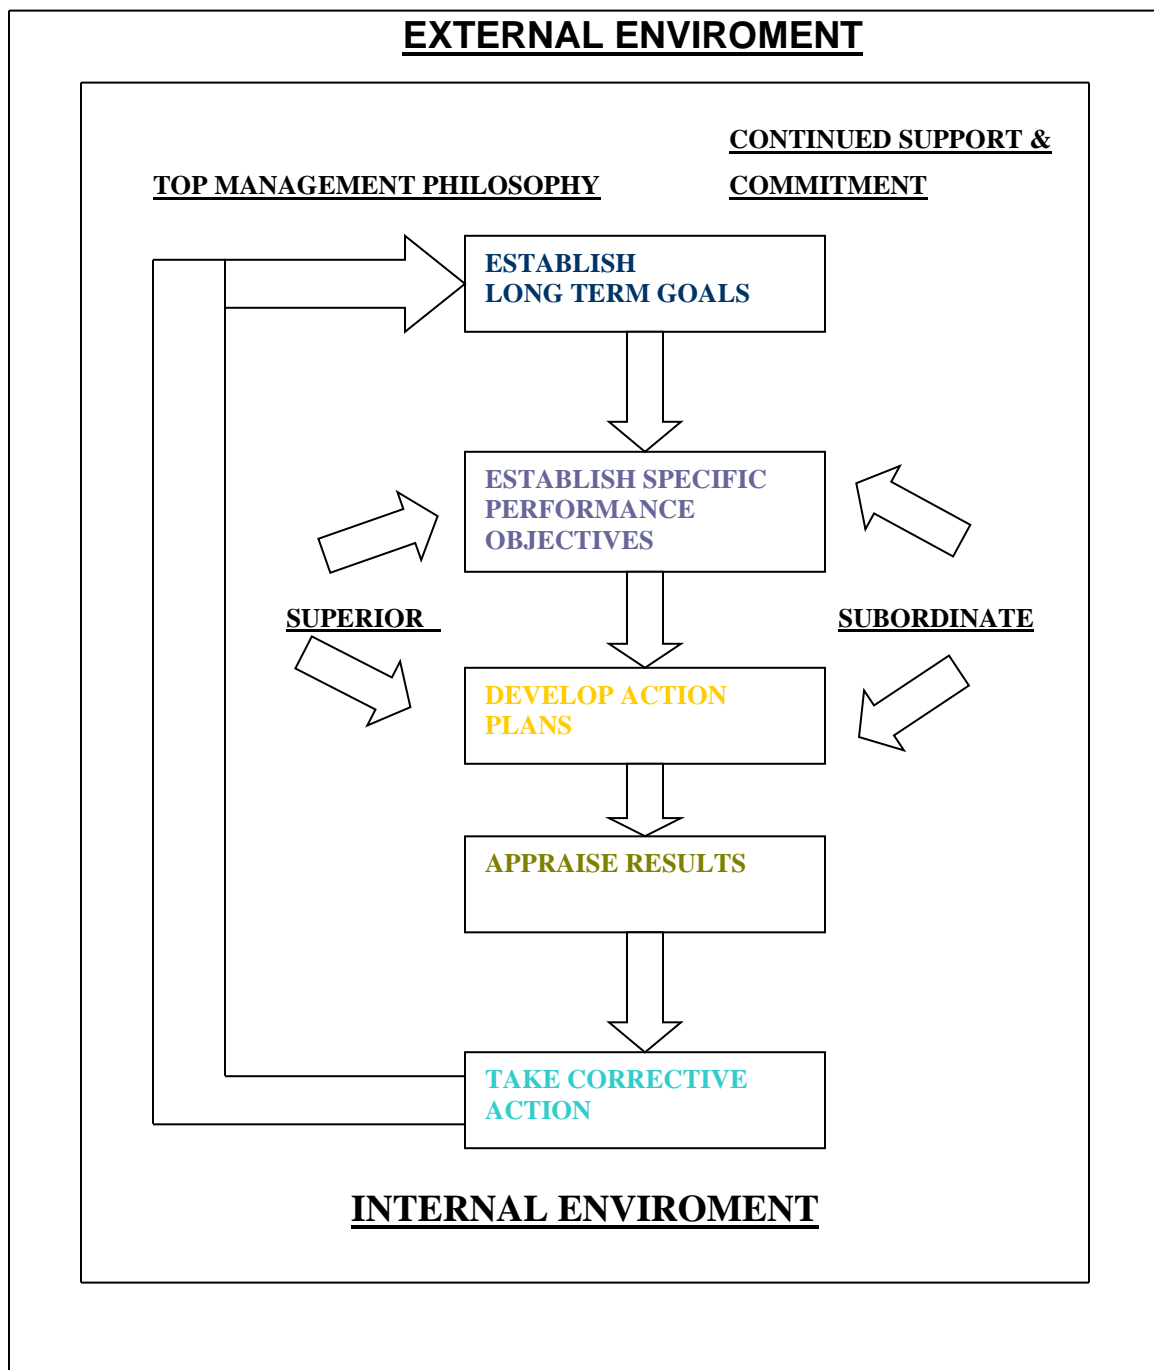 EXTERNAL ENVIROMENT
CONTINUED SUPPORT &
TOP MANAGEMENT PHILOSOPHY
COMMITMENT
ESTABLISH
LONG TERM GOALS
ESTABLISH SPECIFIC
PERFORMANCE
OBJECTIVES
SUPERIOR
SUBORDINATE
DEVELOP ACTION
PLANS
APPRAISE RESULTS
TAKE CORRECTIVE
ACTION
INTERNAL ENVIROMENT